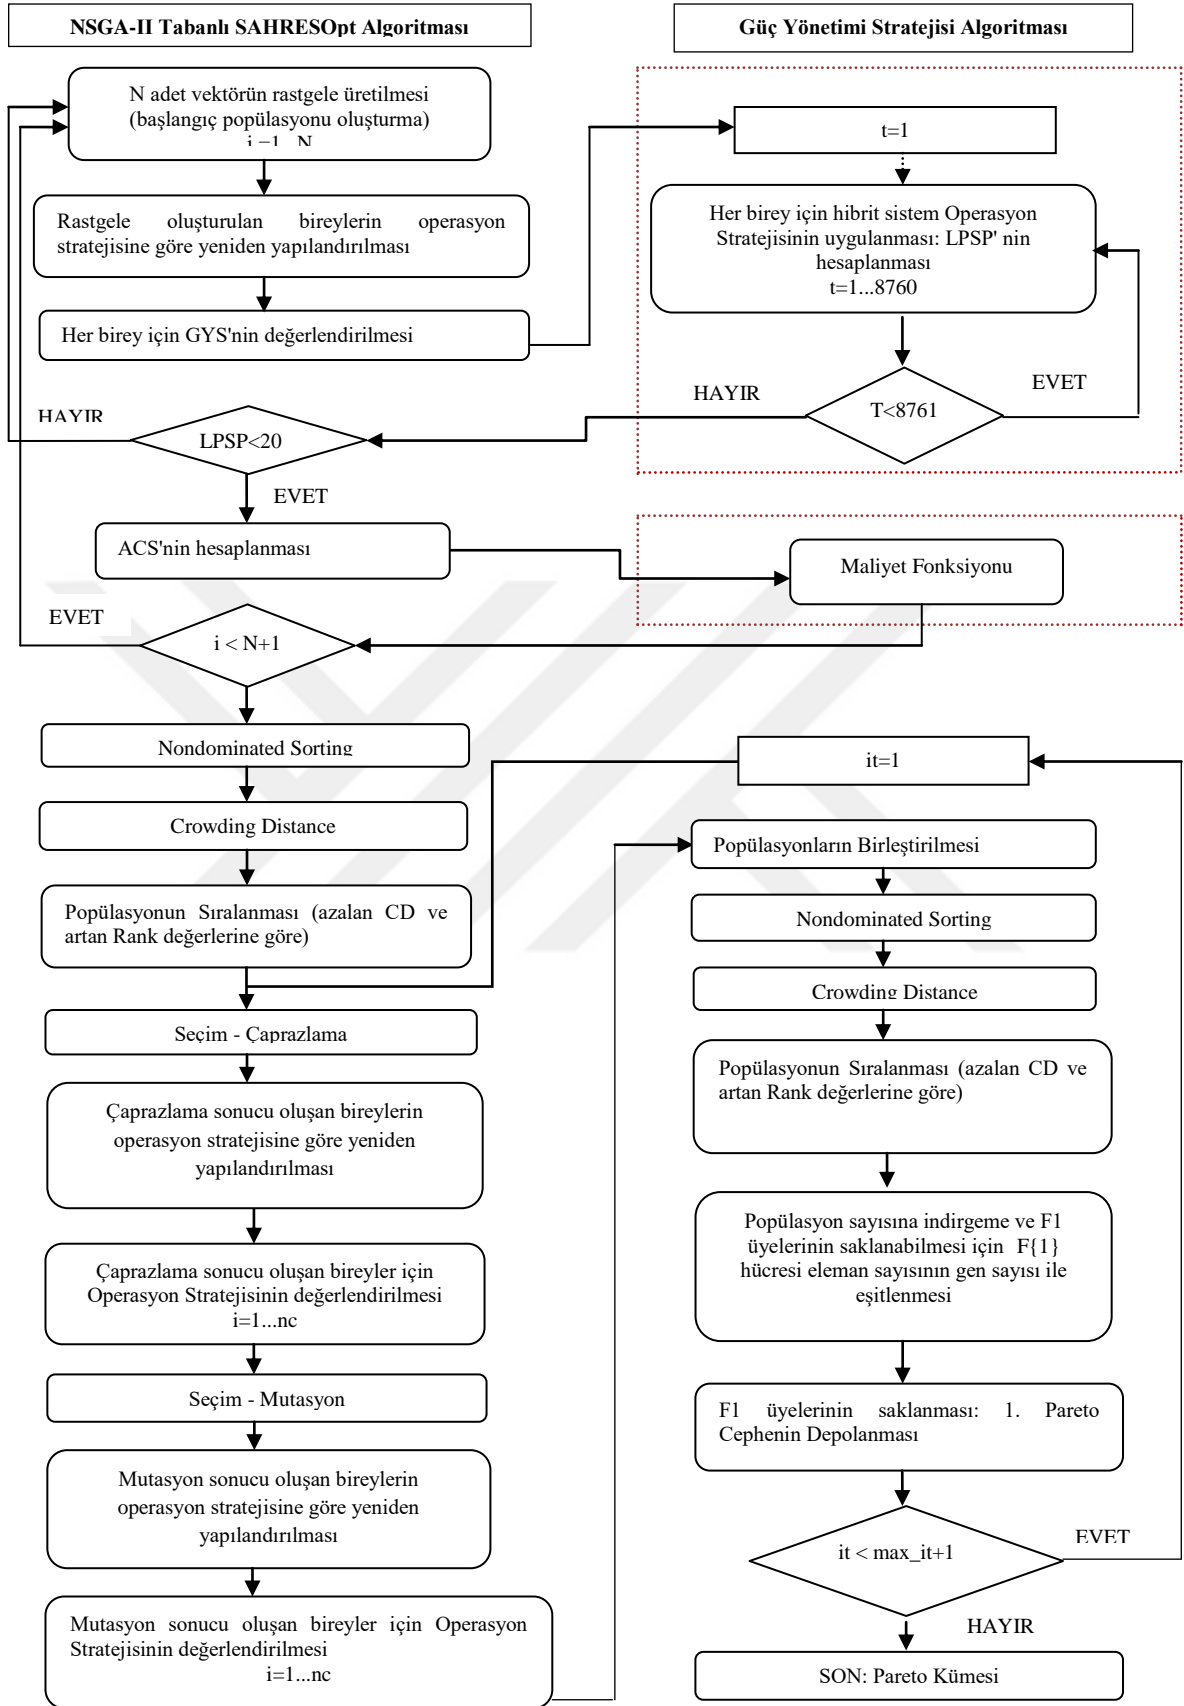 NSGA-II Tabanlı SAHRESOpt Algoritması
N adet vektörün rastgele üretilmesi
(başlangıç popülasyonu oluşturma)
i =1...N
Rastgele oluşturulan bireylerin operasyon
stratejisine göre yeniden yapılandırılması
Her birey için GYS'nin değerlendirilmesi
HAYIR
LPSP<20
EVET
ACS'nin hesaplanması
EVET
i < N+1
Nondominated Sorting
Crowding Distance
Popülasyonun Sıralanması (azalan CD ve
artan Rank değerlerine göre)
Seçim - Çaprazlama
Çaprazlama sonucu oluşan bireylerin
operasyon stratejisine göre yeniden
yapılandırılması
Çaprazlama sonucu oluşan bireyler için
Operasyon Stratejisinin değerlendirilmesi
i=1...nc
Seçim - Mutasyon
Mutasyon sonucu oluşan bireylerin
operasyon stratejisine göre yeniden
yapılandırılması
Mutasyon sonucu oluşan bireyler için Operasyon
Stratejisinin değerlendirilmesi
i=1...nc
Güç Yönetimi Stratejisi Algoritması
t=1
Her birey için hibrit sistem Operasyon
Stratejisinin uygulanması: LPSP' nin
hesaplanması
t=1...8760
HAYIR
EVET
T<8761
Maliyet Fonksiyonu
it=1
Popülasyonların Birleştirilmesi
Nondominated Sorting
Crowding Distance
Popülasyonun Sıralanması (azalan CD ve
artan Rank değerlerine göre)
Popülasyon sayısına indirgeme ve F1
üyelerinin saklanabilmesi için F{1}
hücresi eleman sayısının gen sayısı ile
eşitlenmesi
F1 üyelerinin saklanması: 1. Pareto
Cephenin Depolanması
EVET
it < max_it+1
HAYIR
SON: Pareto Kümesi